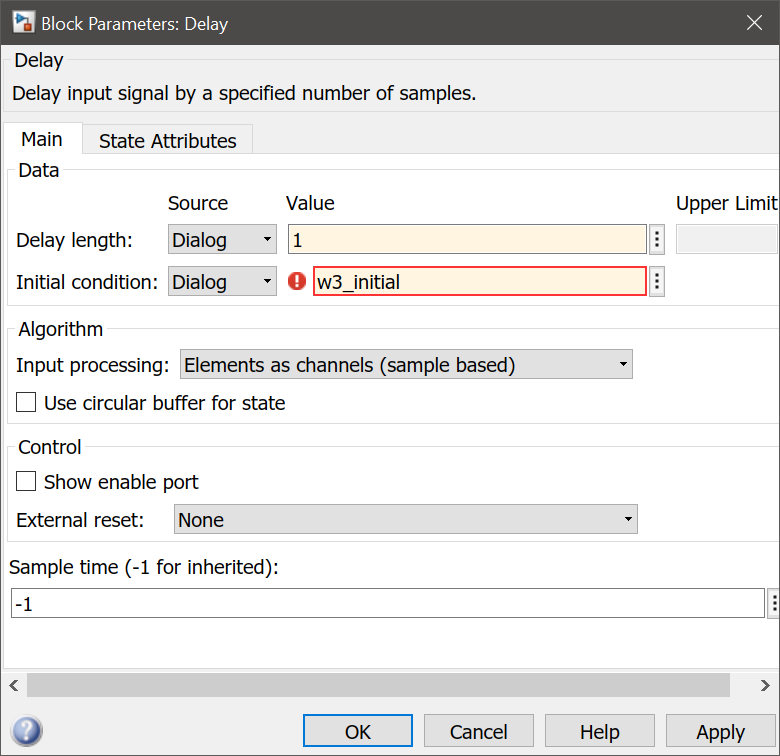 Block Parameters: Delay
Delay
Delay input signal by a specified number of samples.
Main State Attributes
Data
Source Value Upper Limit
Delay length: Dialog 1
Initial condition: Dialog w3_initial
Algorithm
Input processing: Elements as channels (sample based)
Use circular buffer for state
Control
Show enable port
External reset: None
Sample time (-1 for inherited):
-1
OK Cancel Help Apply